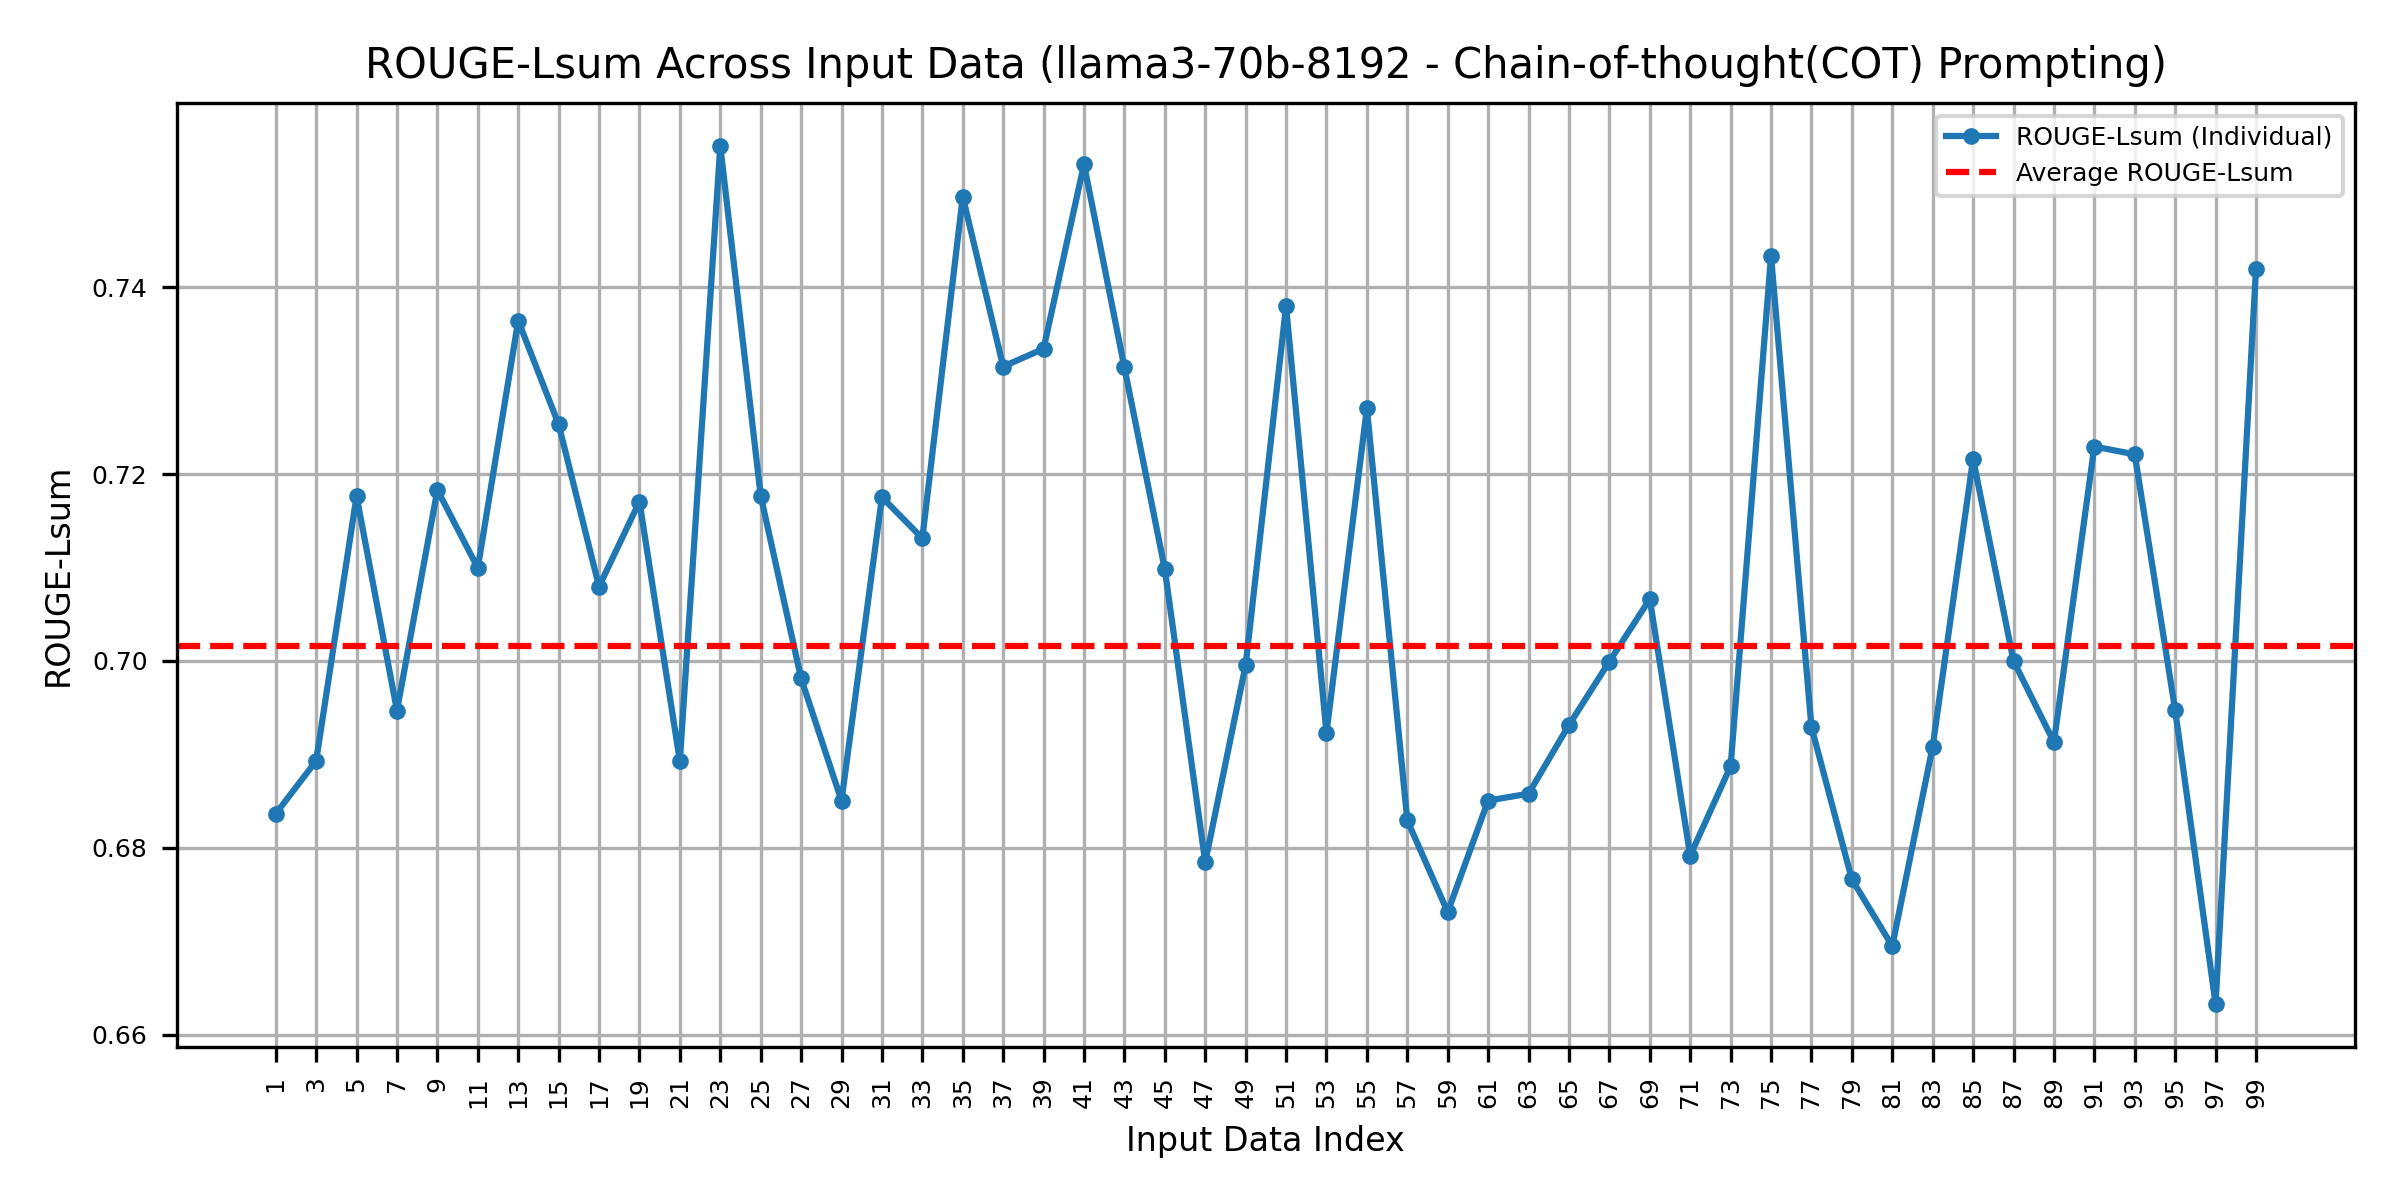 ROUGE-Lsum Across Input Data (llama3-70b-8192 - Chain-of-thought(COT) Prompting)
ROUGE-Lsum (Individual)
Average ROUGE-Lsum
ROUGE-Lsum
0.74
0.72
0.70
0.68
0.66
1 3 5 7 9 11 13 15 17 19 21 23 25 27 29 31 33 35 37 39 41 43 45 47 49 51 53 55 57 59 61 63 65 67 69 71 73 75 77 79 81 83 85 87 89 91 93 95 97 99
Input Data Index